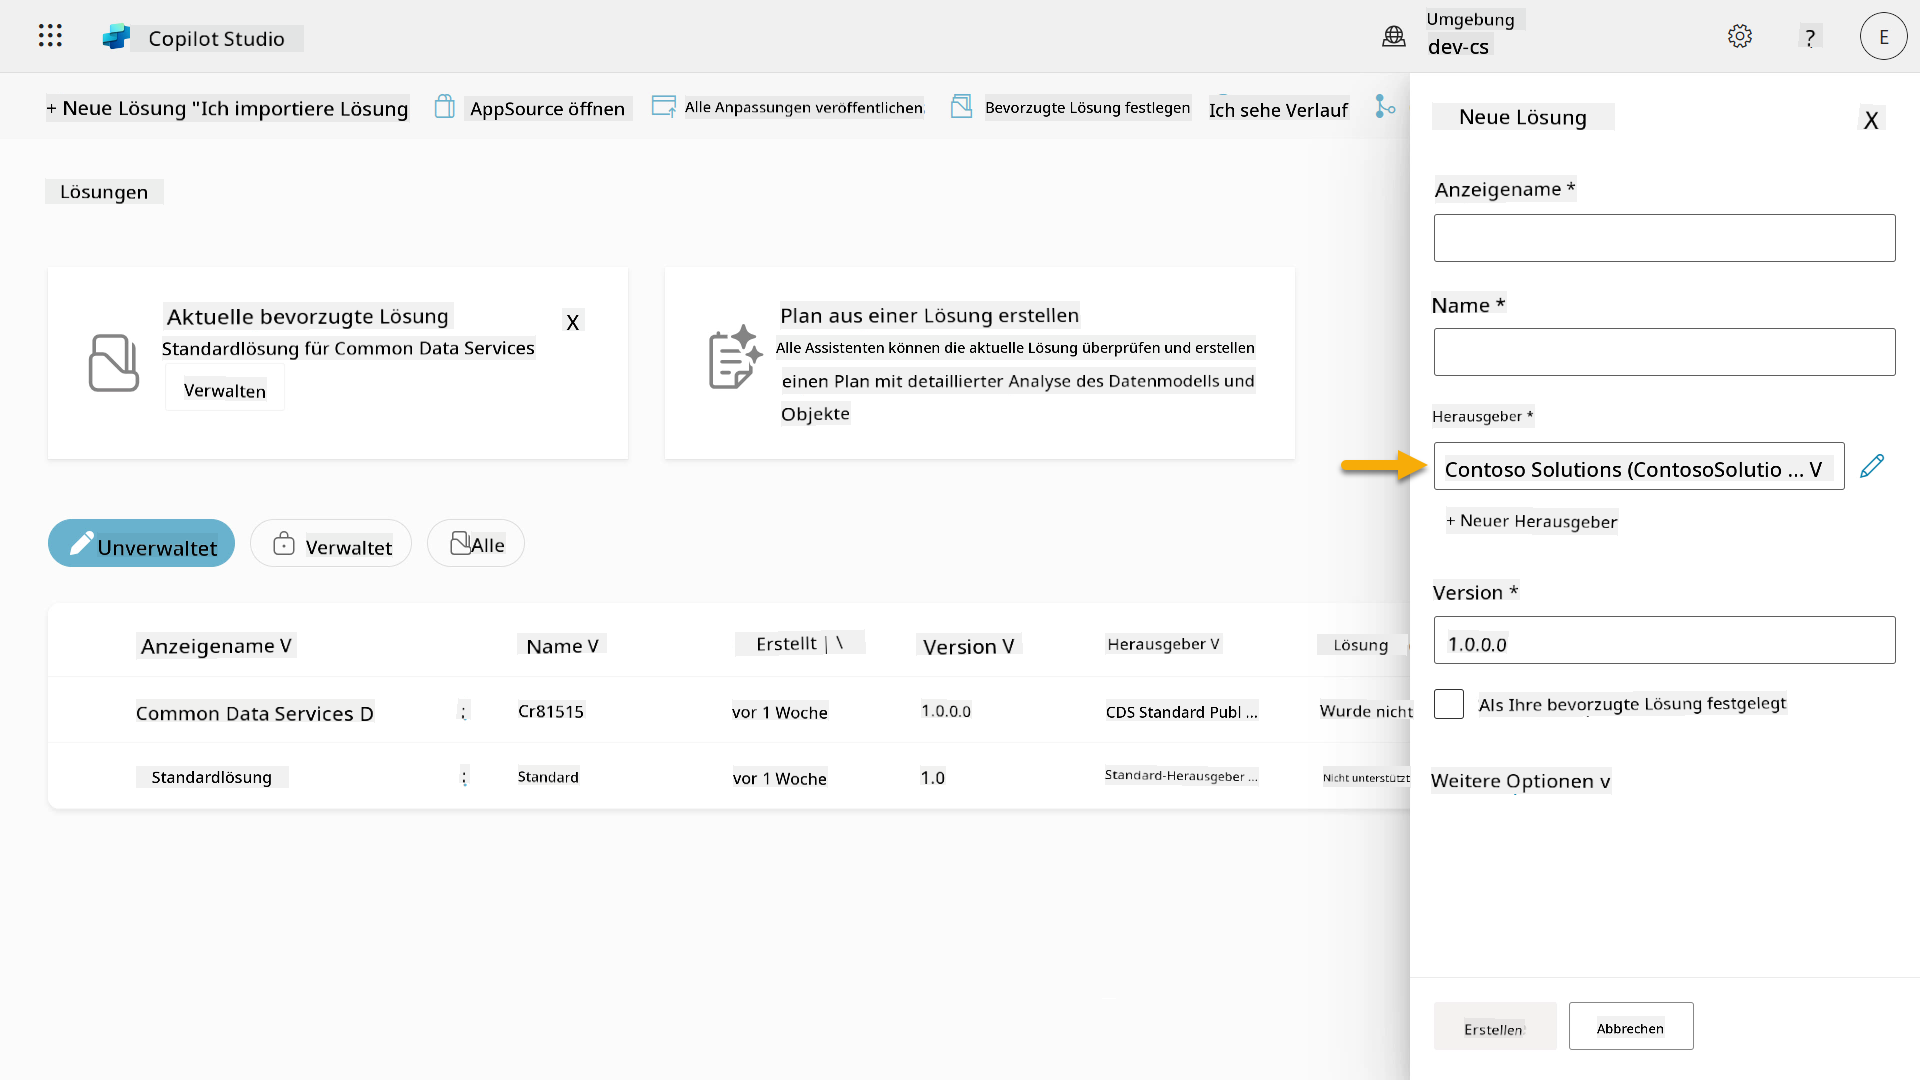 Copilot Studio
Umgebung
dev-cs
?
E
+ Neue Lösung "Ich importiere Lösung
AppSource öffnen
Alle Anpassungen veröffentlichen
Bevorzugte Lösung festlegen
Ich sehe Verlauf
Lösungen
Aktuelle bevorzugte Lösung
X
Standardlösung für Common Data Services
Verwalten
Plan aus einer Lösung erstellen
Alle Assistenten können die aktuelle Lösung überprüfen und erstellen
einen Plan mit detaillierter Analyse des Datenmodells und
Objekte
Unverwaltet
Verwaltet
Alle
Anzeigename V
Name V
Erstellt | \
Version V
Herausgeber V
Lösung
Common Data Services D
:
Cr81515
vor 1 Woche
1.0.0.0
CDS Standard Publ ...
Wurde nicht
Standardlösung
:
Standard
vor 1 Woche
1.0
Standard-Herausgeber ...
Nicht unterstützt
Neue Lösung
X
Anzeigename *
Name *
Herausgeber *
Contoso Solutions (ContosoSolutio ... V
+ Neuer Herausgeber
Version *
1.0.0.0
Als Ihre bevorzugte Lösung festgelegt
Weitere Optionen v
Erstellen
Abbrechen